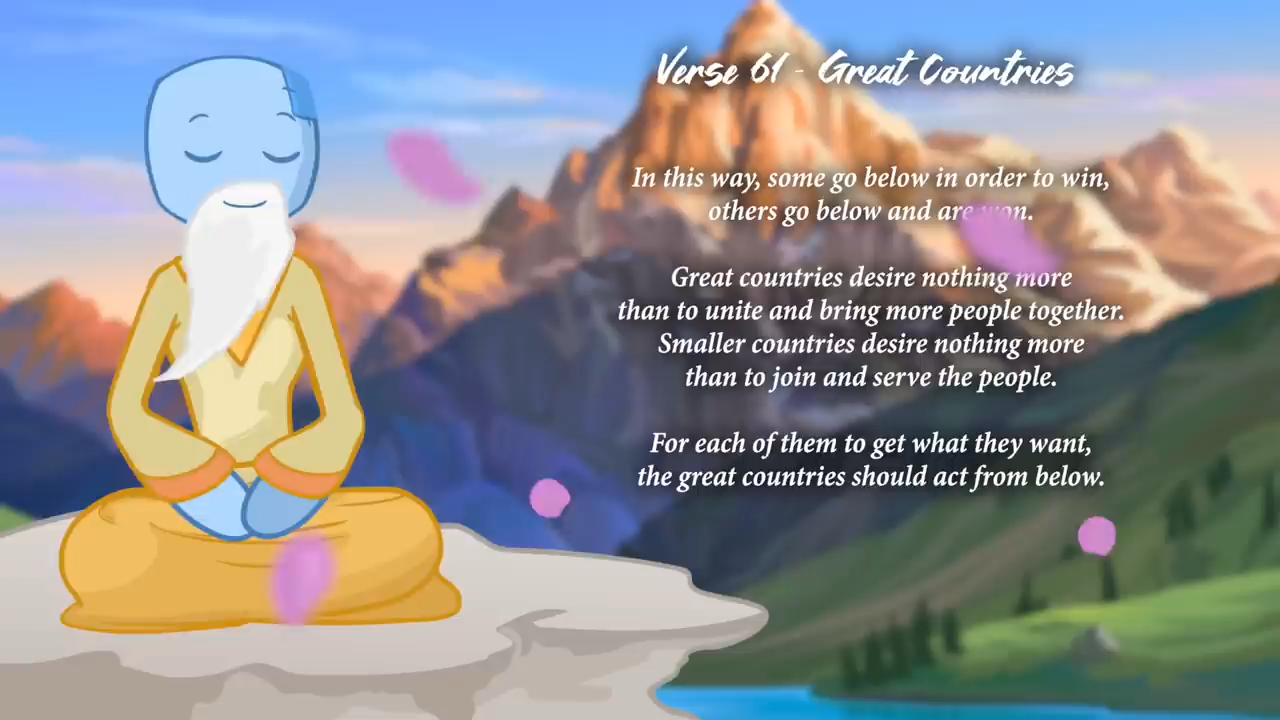 Verse 61 - Great Countries
In this way, some go below in order to win,
others go below and are won.
Great countries desire nothing more
than to unite and bring more people together.
Smaller countries desire nothing more
than to join and serve the people.
For each of them to get what they want,
the great countries should act from below.